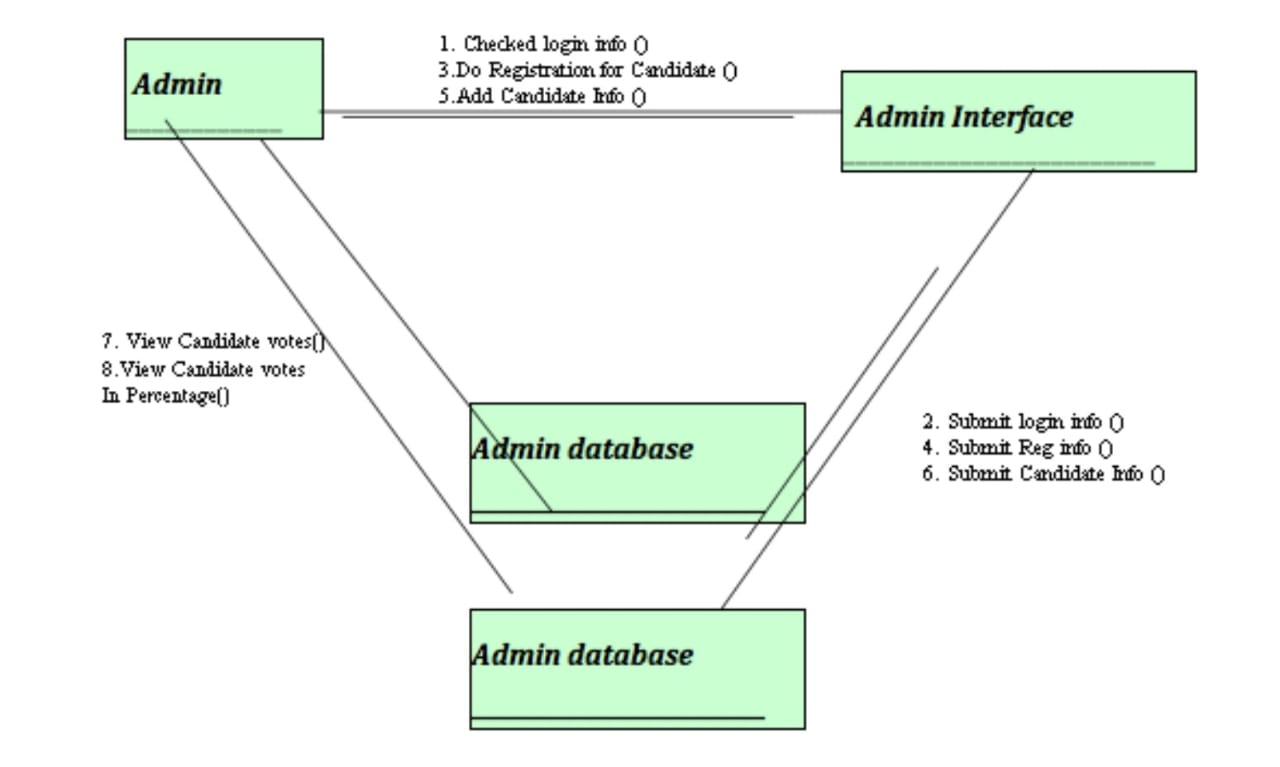 1. Checked login info ()
3.Do Registration for Candidate ()
5.Add Candidate Info ()
Admin
Admin Interface
7. View Candidate votes()
8.View Candidate votes
In Percentage()
Admin database
2. Submit login info ()
4. Submit Reg info ()
6. Submit Candidate Info ()
Admin database